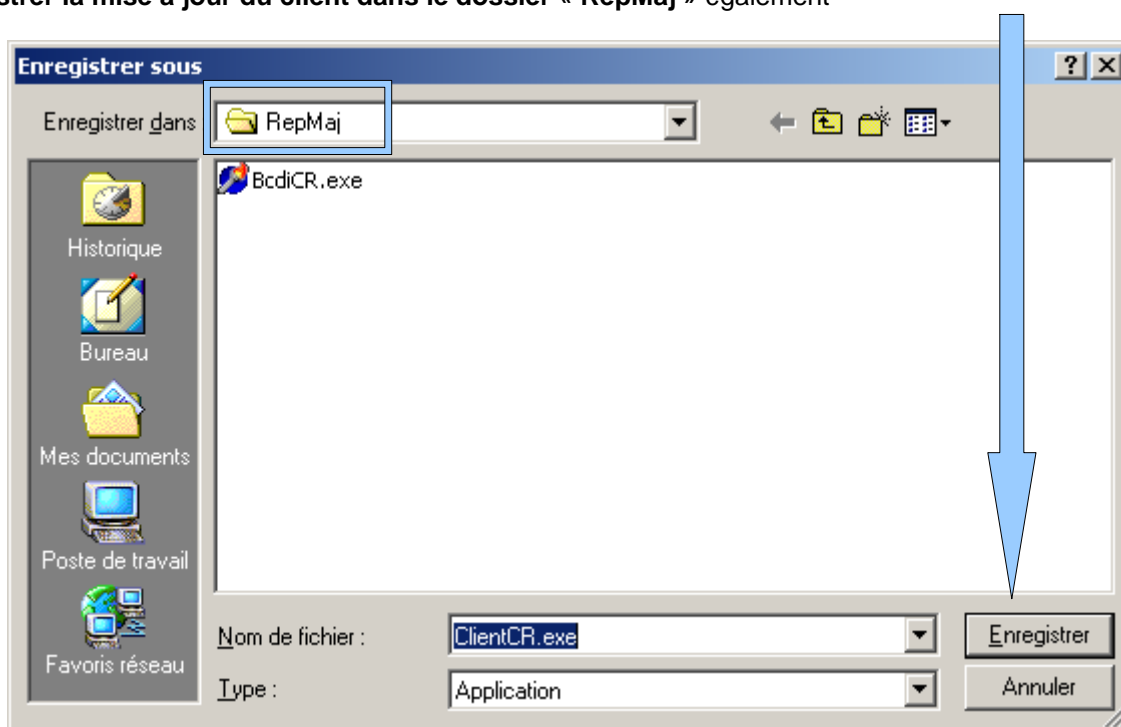 strer la mise à jour du client dans le dossier « RepMaj » également
Enregistrer sous
Enregistrer dans RepMaj
BcdiCR.exe
Historique
Bureau
Mes documents
Poste de travail
Favoris réseau
Nom de fichier : ClientCR.exe Enregistrer
Type : Application Annuler